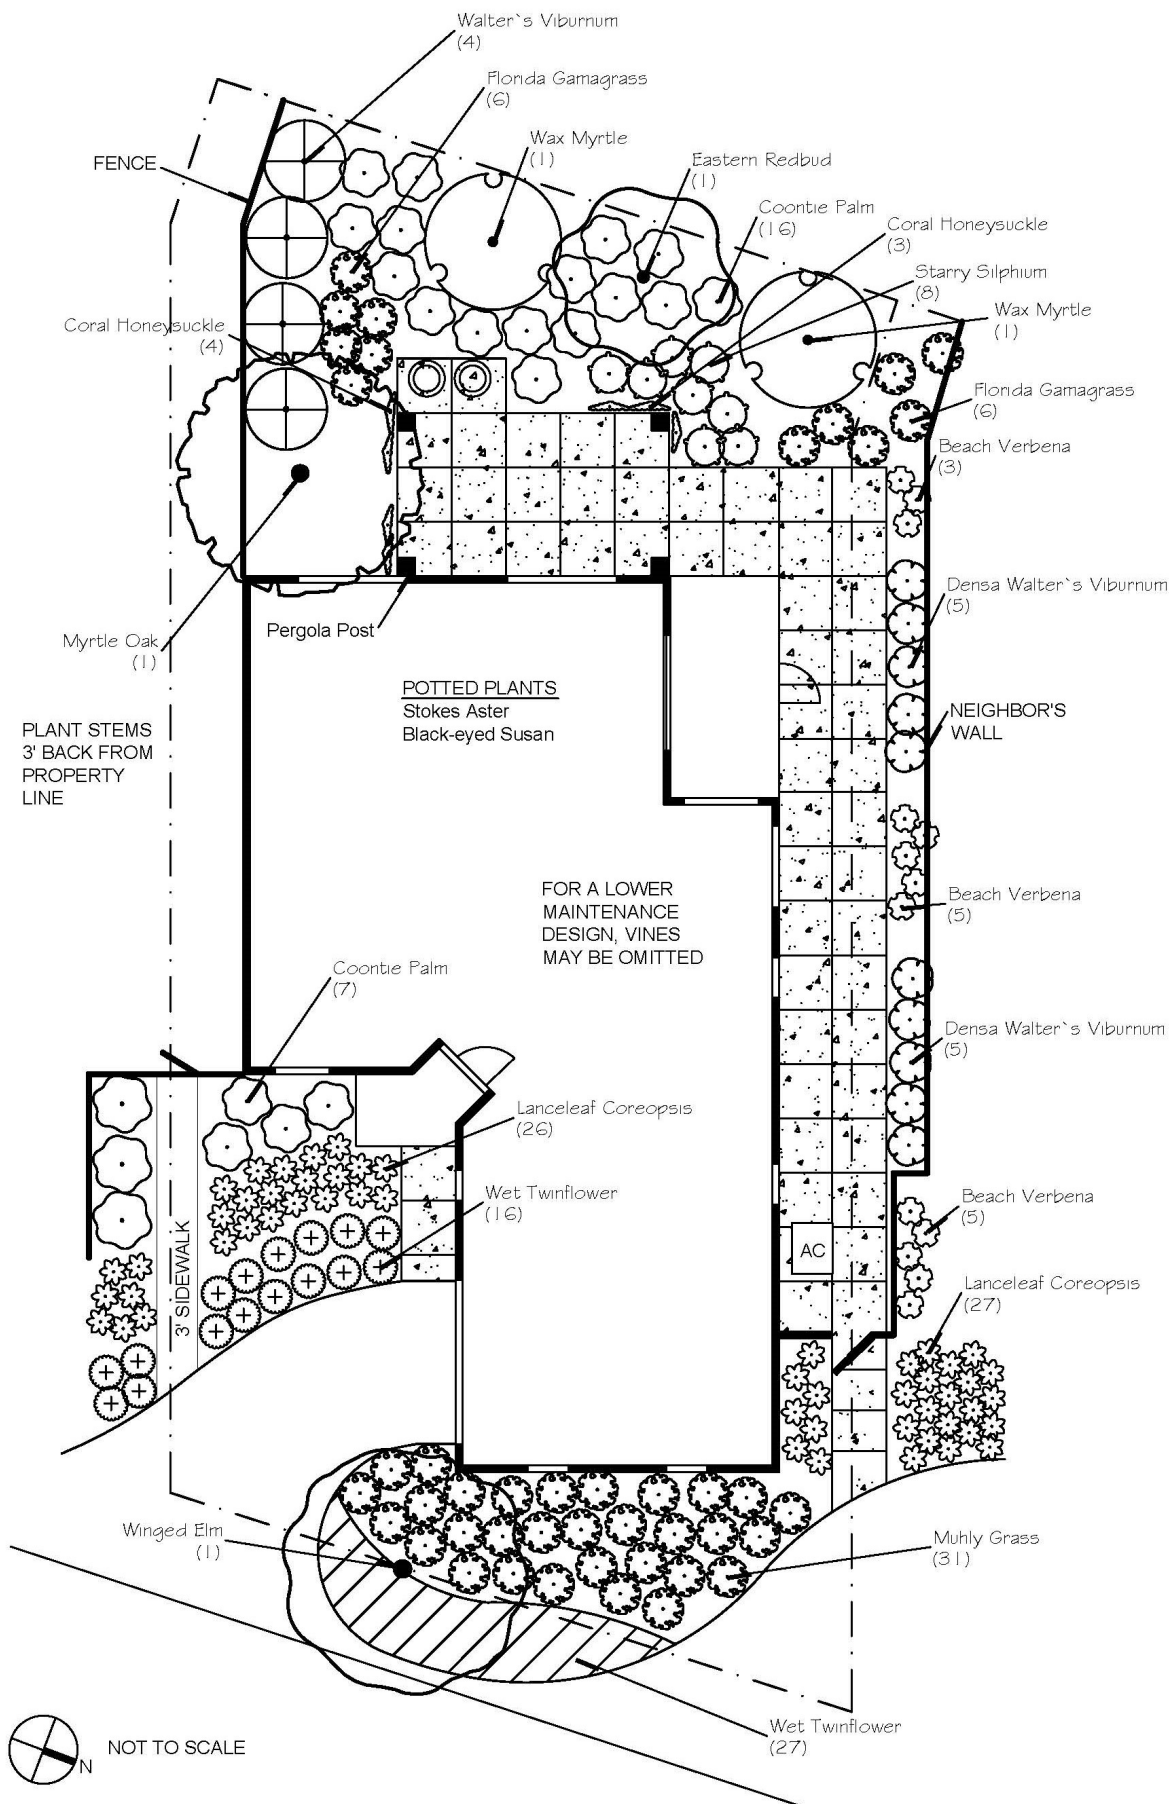 Walter`s Viburnum
(4)
Florida Gamagrass
(6)
Wax Myrtle
(1)
Eastern Redbud
(1)
Coontie Palm
(16)
Coral Honeysuckle
(3)
Starry Silphium
(8)
Wax Myrtle
(1)
FENCE
Coral Honeysuckle
(4)
Florida Gamagrass
(6)
Beach Verbena
(3)
Densa Walter`s Viburnum
(5)
Myrtle Oak
(1)
Pergola Post
POTTED PLANTS
Stokes Aster
Black-eyed Susan
PLANT STEMS
3' BACK FROM
PROPERTY
LINE
NEIGHBOR'S
WALL
FOR A LOWER
MAINTENANCE
DESIGN, VINES
MAY BE OMITTED
Beach Verbena
(5)
Coontie Palm
(7)
Densa Walter`s Viburnum
(5)
Lanceleaf Coreopsis
(26)
Wet Twinflower
(16)
3' SIDEWALK
AC
Beach Verbena
(5)
Lanceleaf Coreopsis
(27)
Winged Elm
(1)
Muhly Grass
(31)
Wet Twinflower
(27)
N
NOT TO SCALE